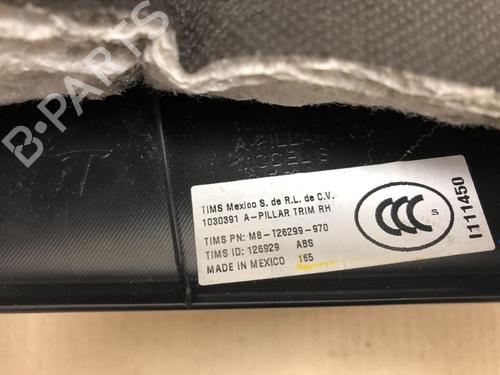 B-PARTS
A-PILLAR
MODEL S
TIMS Mexico S. de R.L. de C.V.
1030391 A-PILLAR TRIM RH
TIMS PN: M8-T26299-970
TIMS ID: 126929 ABS
MADE IN MEXICO 165
CCC S
I111450